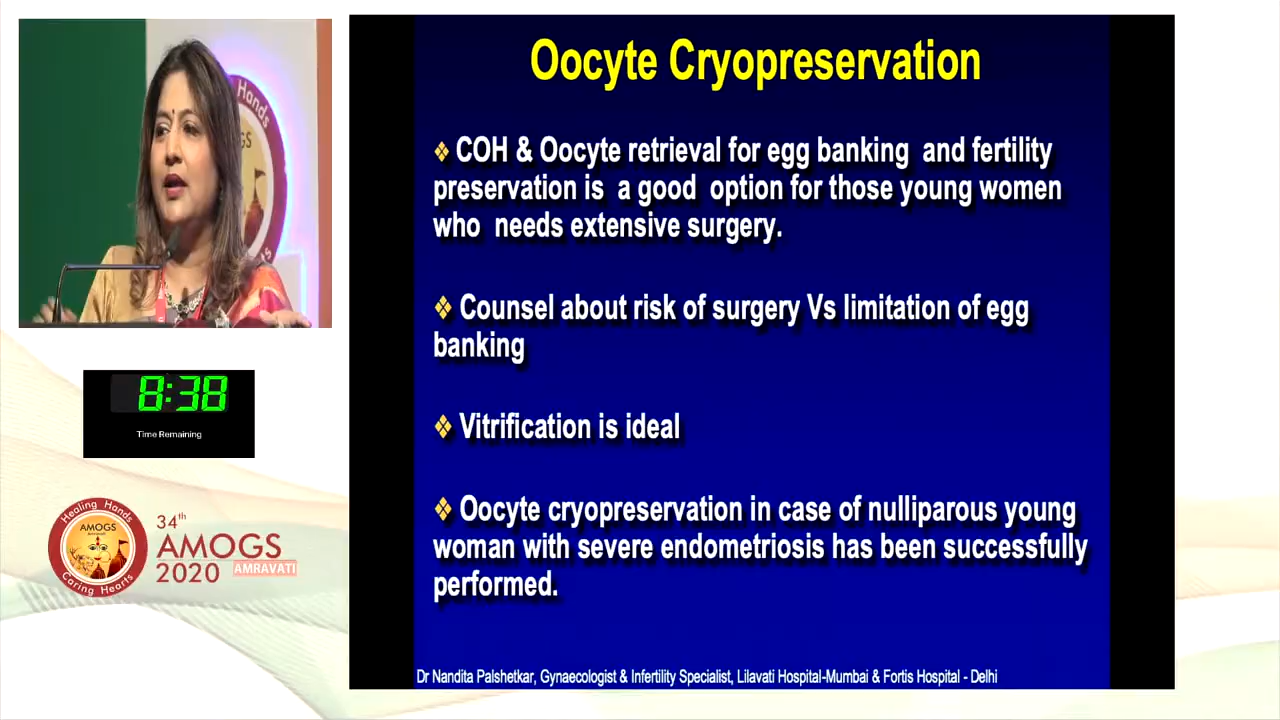 Hands
GS
8:38
Time Remaining
Healing Hands
AMOGS
Caring Hearts
34th
AMOGS
2020 AMRAVATI
Oocyte Cryopreservation
❖ COH & Oocyte retrieval for egg banking and fertility
preservation is a good option for those young women
who needs extensive surgery.
❖ Counsel about risk of surgery Vs limitation of egg
banking
❖ Vitrification is ideal
❖ Oocyte cryopreservation in case of nulliparous young
woman with severe endometriosis has been successfully
performed.
Dr Nandita Palshetkar, Gynaecologist & Infertility Specialist, Lilavati Hospital-Mumbai & Fortis Hospital - Delhi